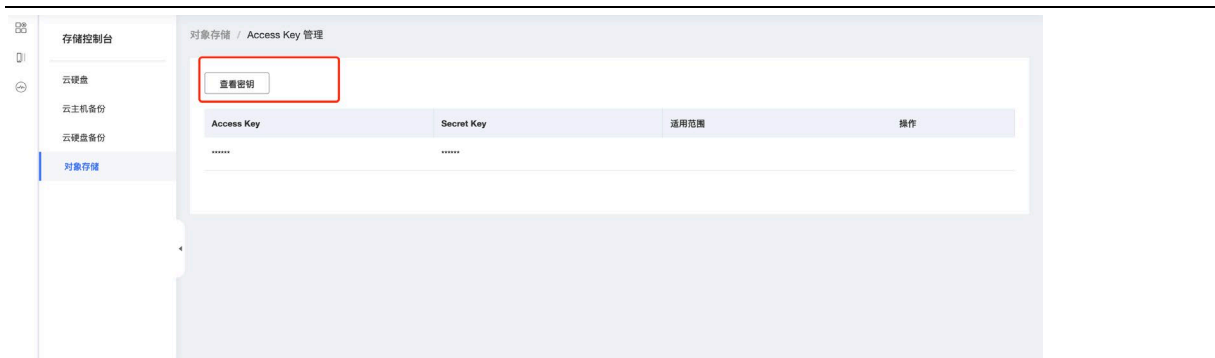 存储控制台
云硬盘
云主机备份
云硬盘备份
对象存储
对象存储 / Access Key 管理
查看密钥
Access Key Secret Key 适用范围 操作
****** ******